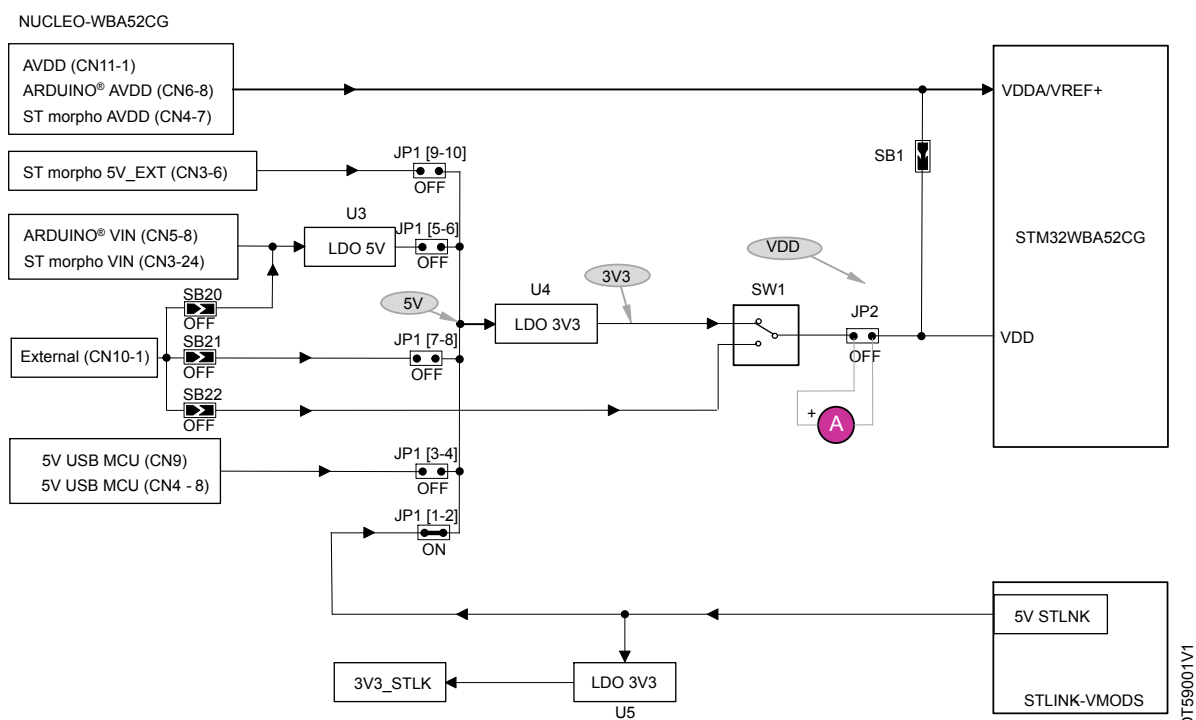 NUCLEO-WBA52CG
AVDD (CN11-1)
ARDUINO® AVDD (CN6-8)
ST morpho AVDD (CN4-7)
VDDA/VREF+
SB1
JP1 [9-10]
ST morpho 5V_EXT (CN3-6)
OFF
U3
ARDUINO® VIN (CN5-8)
ST morpho VIN (CN3-24)
LDO 5V
JP1 [5-6]
OFF
STM32WBA52CG
VDD
3V3
SB20
OFF
5V
U4
LDO 3V3
SW1
JP2
OFF
VDD
External (CN10-1)
SB21
OFF
JP1 [7-8]
OFF
SB22
OFF
+
A
5V USB MCU (CN9)
5V USB MCU (CN4 - 8)
JP1 [3-4]
OFF
JP1 [1-2]
ON
5V STLNK
3V3_STLK
LDO 3V3
U5
STLINK-VMODS
DT59001V1